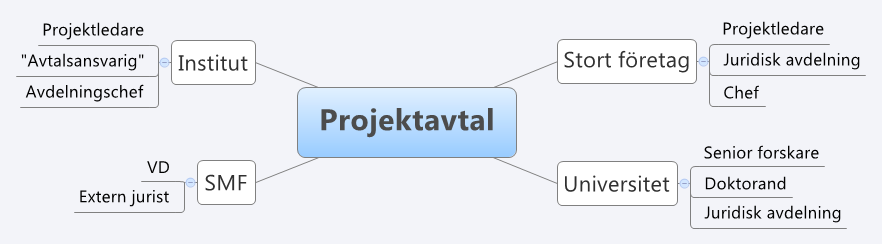 Projektavtal
Institut
Projektledare
"Avtalsansvarig"
Avdelningschef
SMF
VD
Extern jurist
Stort företag
Projektledare
Juridisk avdelning
Chef
Universitet
Senior forskare
Doktorand
Juridisk avdelning